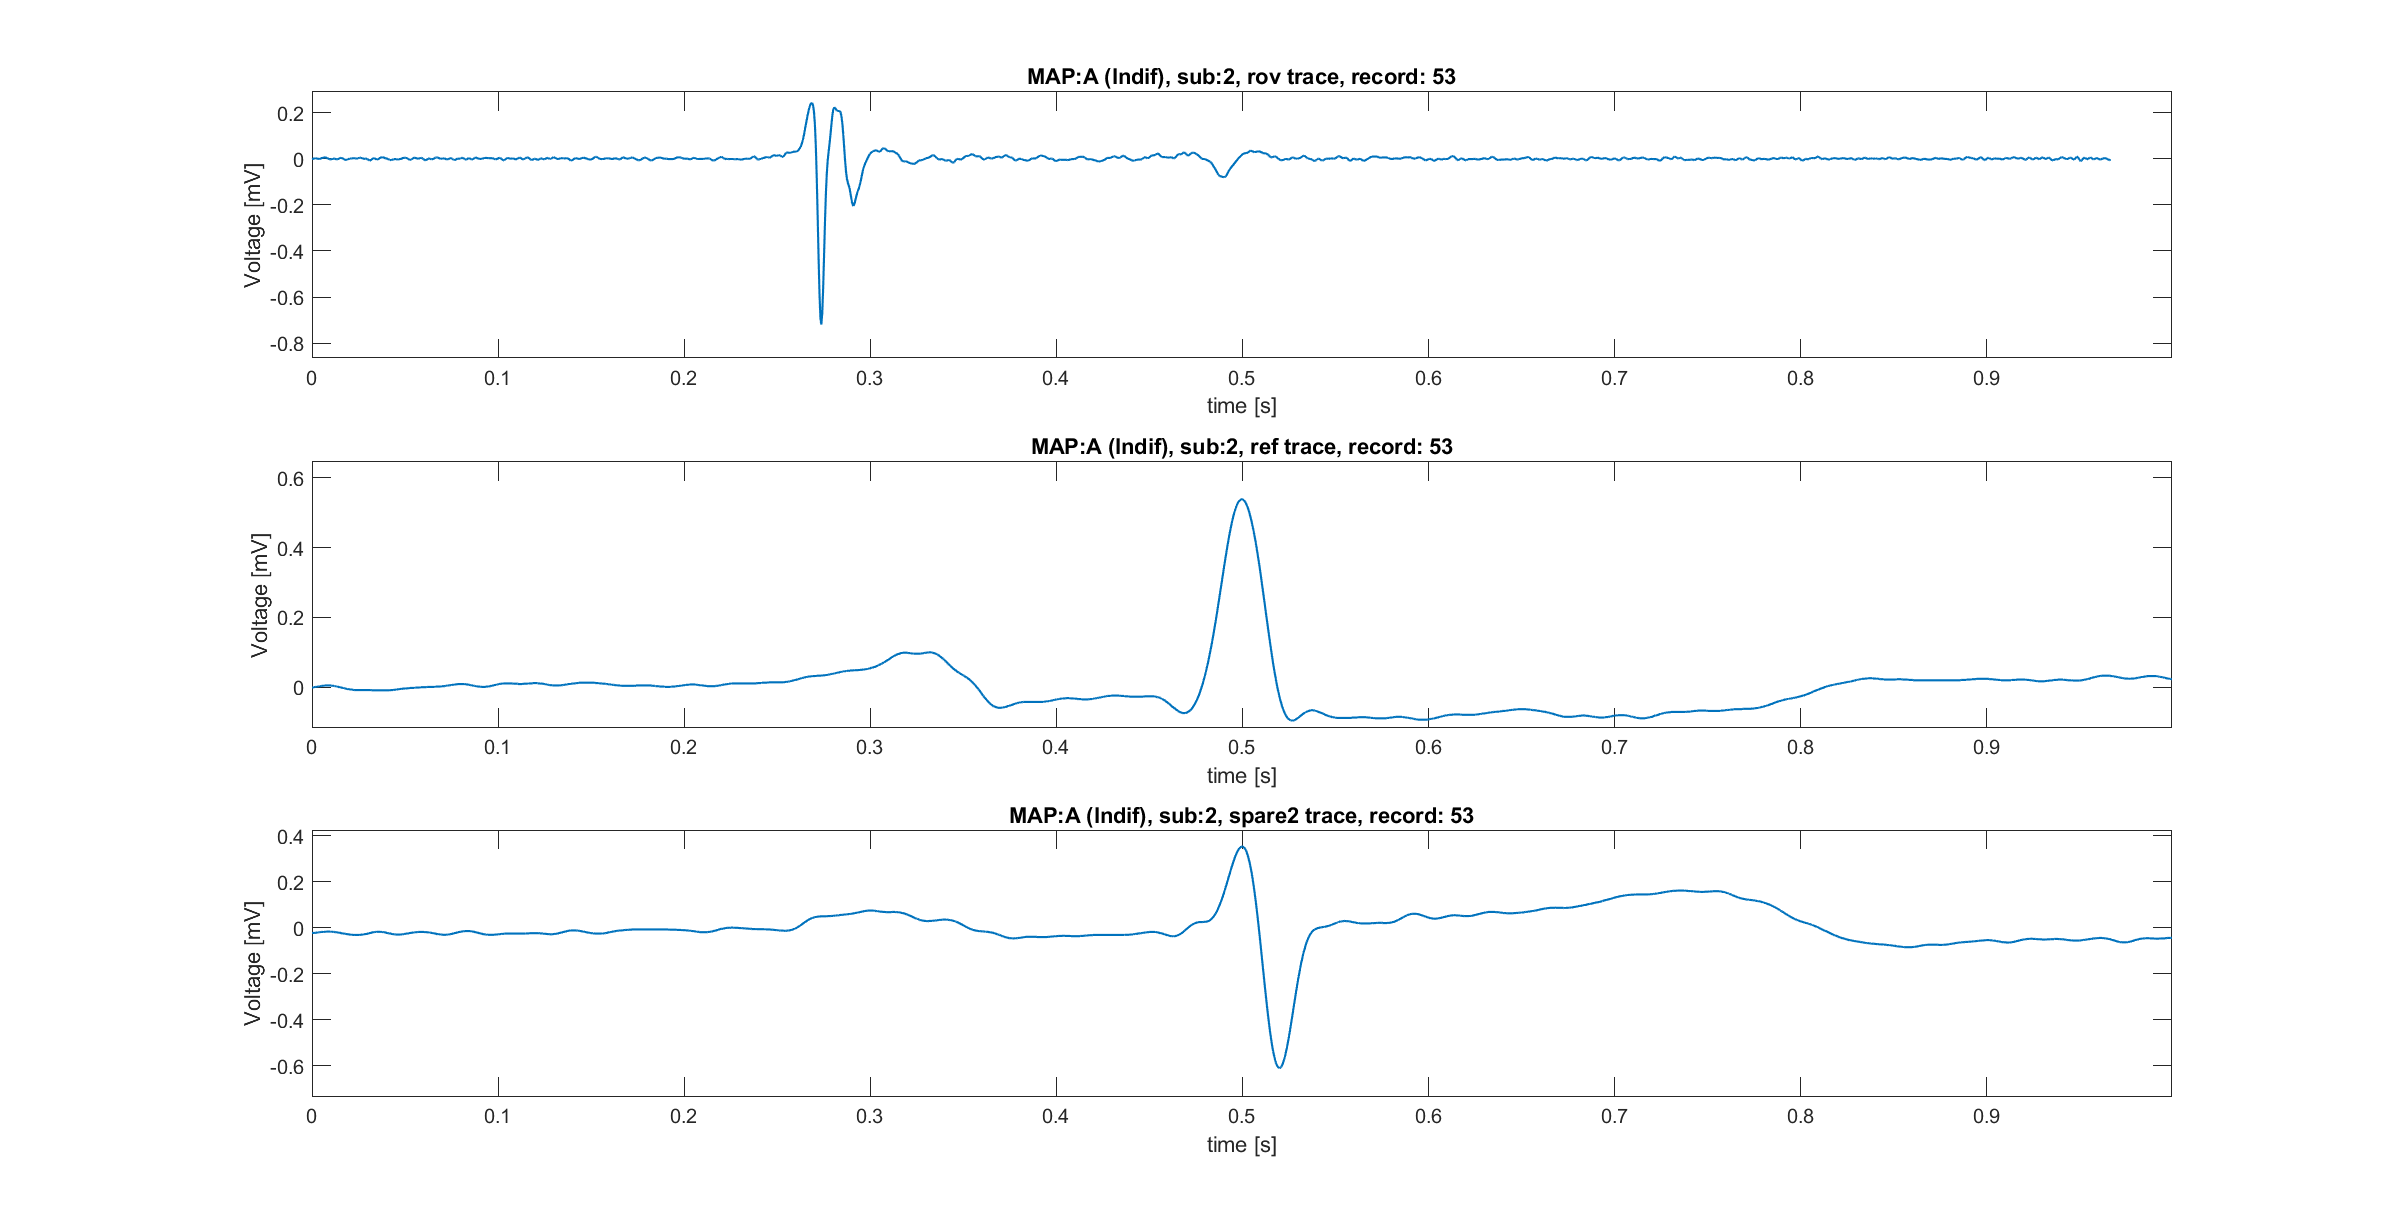 MAP:A (Indif), sub:2, rov trace, record: 53
Voltage [mV]
0.2
0
-0.2
-0.4
-0.6
-0.8
0 0.1 0.2 0.3 0.4 0.5 0.6 0.7 0.8 0.9
time [s]
MAP:A (Indif), sub:2, ref trace, record: 53
Voltage [mV]
0.6
0.4
0.2
0
0 0.1 0.2 0.3 0.4 0.5 0.6 0.7 0.8 0.9
time [s]
MAP:A (Indif), sub:2, spare2 trace, record: 53
Voltage [mV]
0.4
0.2
0
-0.2
-0.4
-0.6
0 0.1 0.2 0.3 0.4 0.5 0.6 0.7 0.8 0.9
time [s]